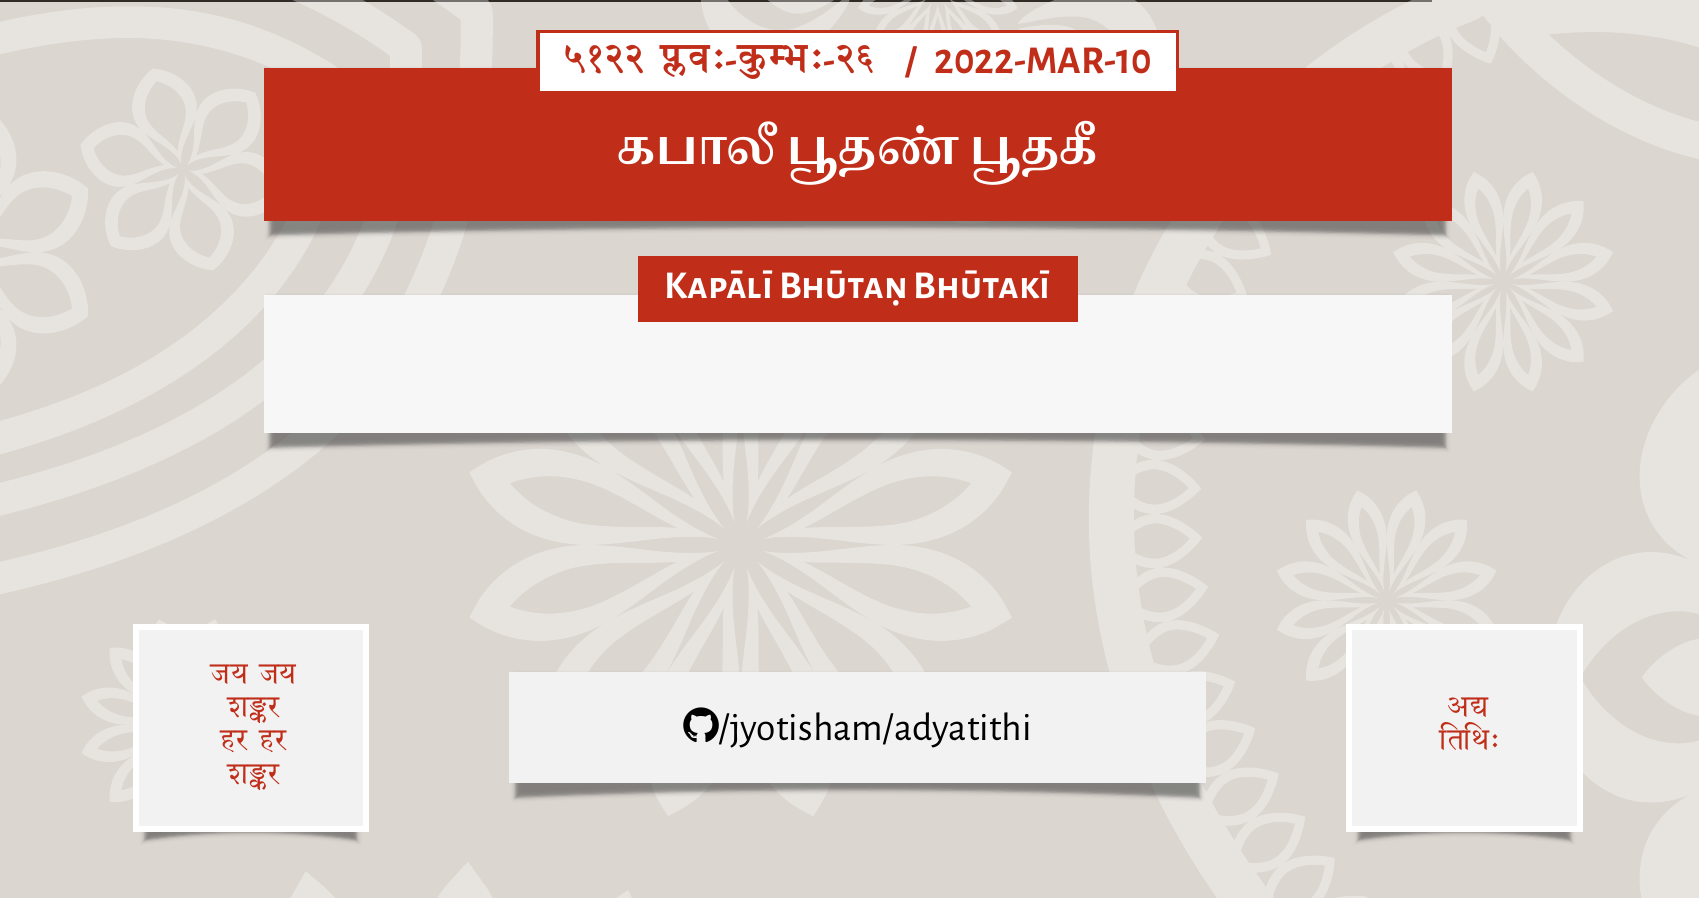 ५१२२ प्लवः-कुम्भः-२६ / 2022-MAR-10
கபாலீ பூதண் பூதகீ
Kapālī Bhūtaṇ Bhūtakī
जय जय
शङ्कर
हर हर
शङ्कर
/jyotisham/adyatithi
अद्य
तिथिः